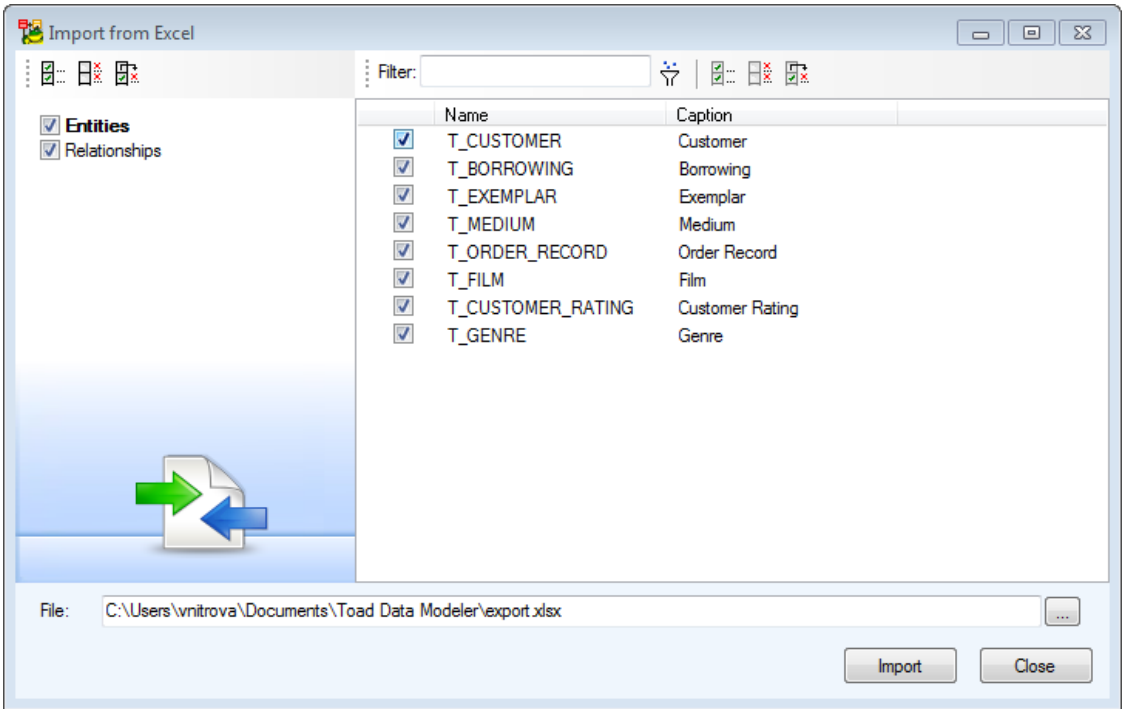 Import from Excel
Filter:
Entities
Relationships
Name Caption
T_CUSTOMER Customer
T_BORROWING Borrowing
T_EXEMPLAR Exemplar
T_MEDIUM Medium
T_ORDER_RECORD Order Record
T_FILM Film
T_CUSTOMER_RATING Customer Rating
T_GENRE Genre
File: C:\Users\vnitrova\Documents\Toad Data Modeler\export.xlsx ...
Import Close